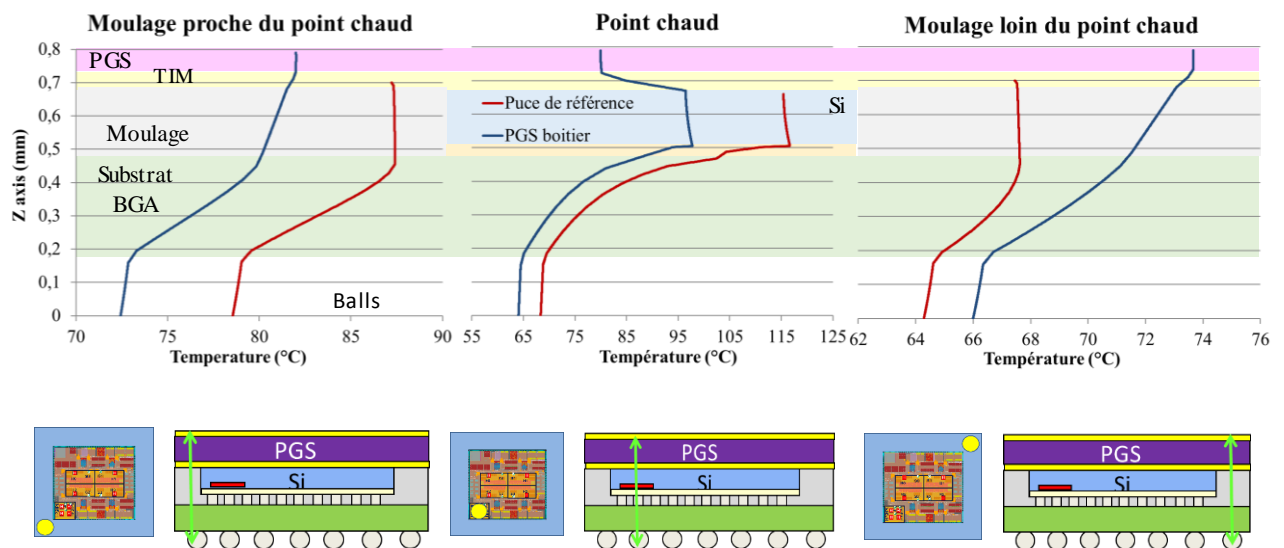 Moulage proche du point chaud
Point chaud
Moulage loin du point chaud
0,8
0,7
0,6
0,5
0,4
0,3
0,2
0,1
0
Z axis (mm)
PGS
TIM
Moulage
Substrat
BGA
Balls
Puce de référence
PGS boitier
Si
70 75 80 85 90
55 65 75 85 95 105 115 125
62 64 66 68 70 72 74 76
Temperature (°C)
Température (°C)
Température (°C)
PGS
Si
PGS
Si
PGS
Si